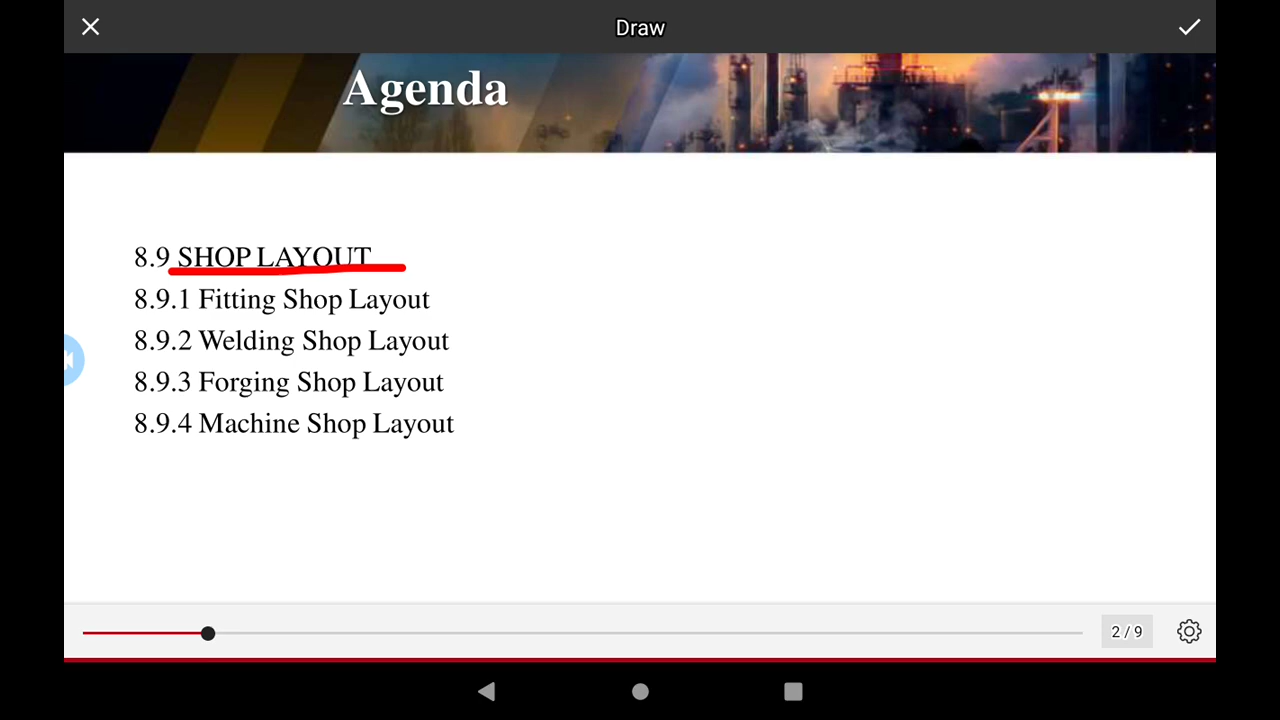 Draw
Agenda
8.9 SHOP LAYOUT
8.9.1 Fitting Shop Layout
8.9.2 Welding Shop Layout
8.9.3 Forging Shop Layout
8.9.4 Machine Shop Layout
2 / 9